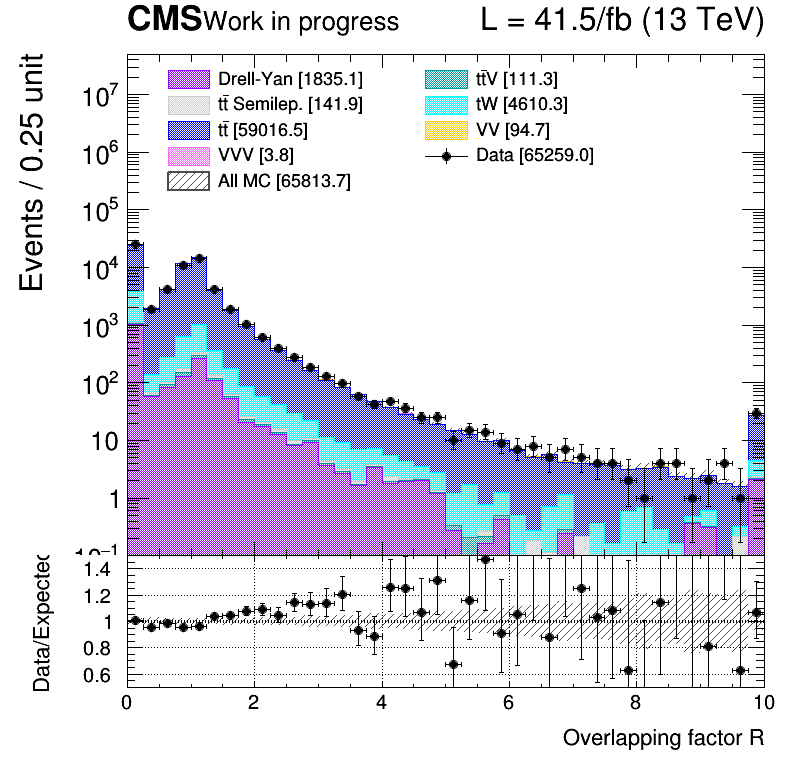 CMS Work in progress L = 41.5/fb (13 TeV)
Events / 0.25 unit
Drell-Yan [1835.1]
tt̄ Semilep. [141.9]
tt̄ [59016.5]
VVV [3.8]
All MC [65813.7]
tt̄V [111.3]
tW [4610.3]
VV [94.7]
Data [65259.0]
10⁷
10⁶
10⁵
10⁴
10³
10²
10
1
10⁻¹
Data/Expected
1.4
1.2
1
0.8
0.6
0 2 4 6 8 10
Overlapping factor R